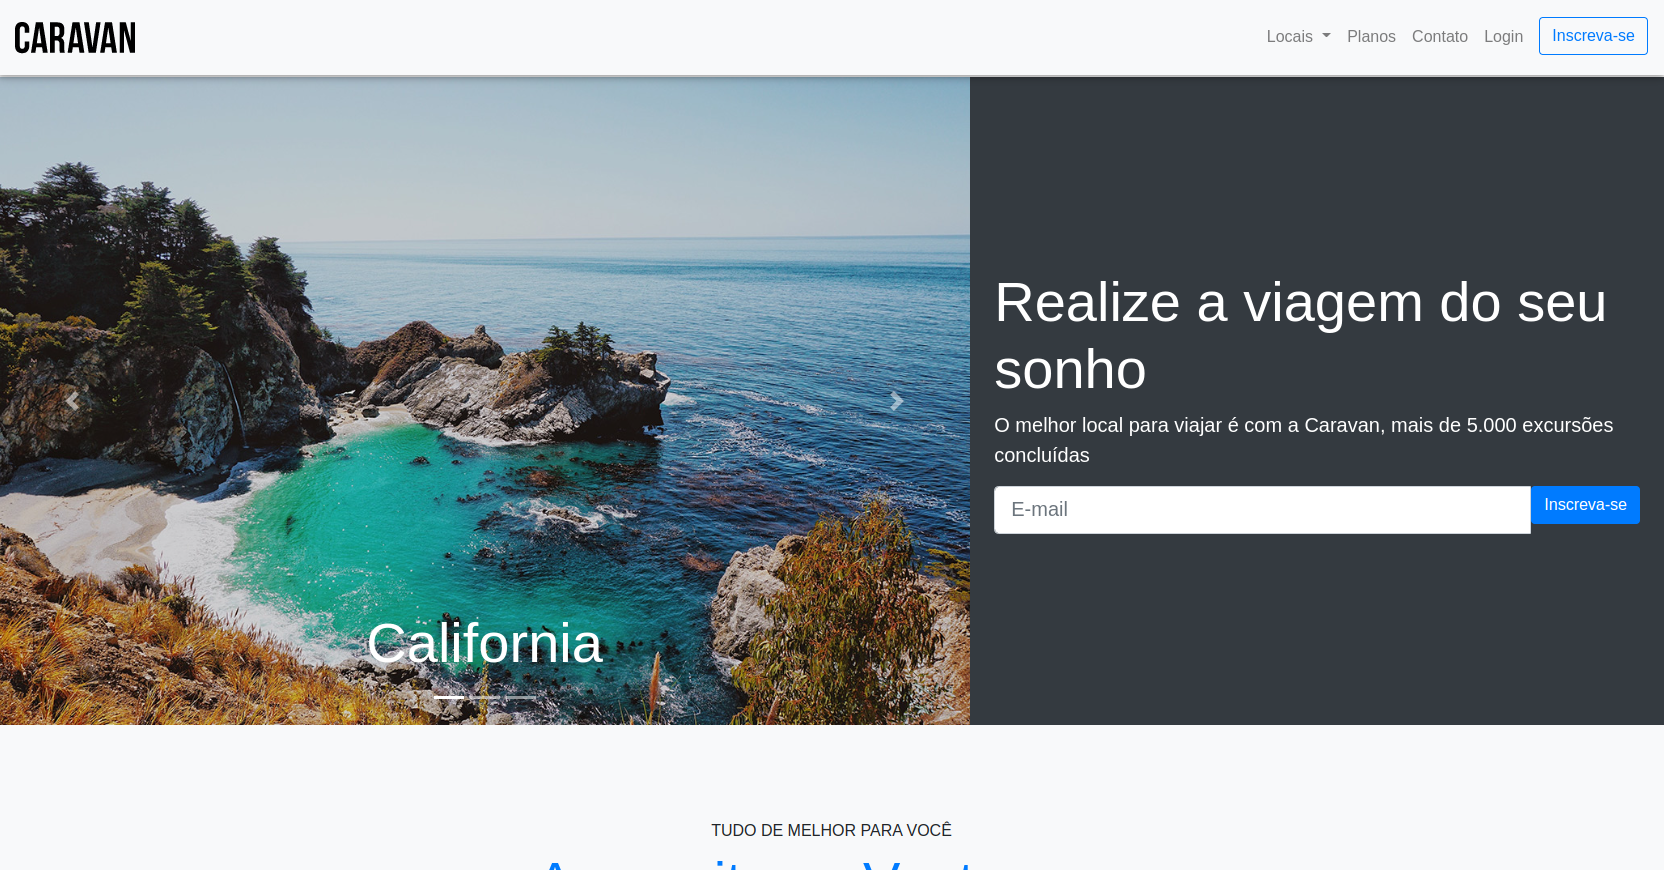 CARAVAN
Locais
Planos
Contato
Login
Inscreva-se
California
Realize a viagem do seu
sonho
O melhor local para viajar é com a Caravan, mais de 5.000 excursões
concluídas
E-mail
Inscreva-se
TUDO DE MELHOR PARA VOCÊ